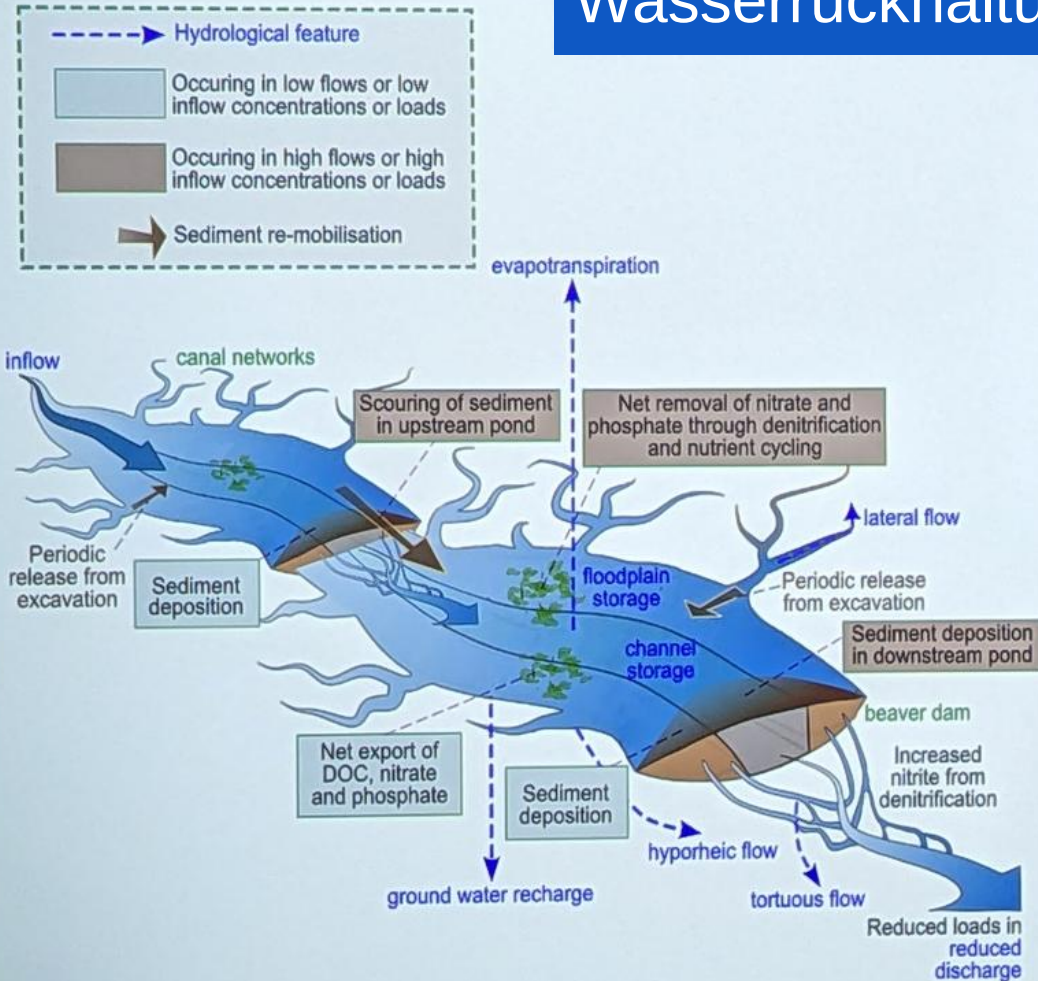 Hydrological feature
Occuring in low flows or low
inflow concentrations or loads
Occuring in high flows or high
inflow concentrations or loads
Sediment re-mobilisation
evapotranspiration
inflow
canal networks
Scouring of sediment
in upstream pond
Net removal of nitrate and
phosphate through denitrification
and nutrient cycling
lateral flow
Periodic
release from
excavation
Sediment
deposition
floodplain
storage
Periodic release
from excavation
channel
storage
Sediment deposition
in downstream pond
beaver dam
Net export of
DOC, nitrate
and phosphate
Sediment
deposition
Increased
nitrite from
denitrification
hyporheic flow
ground water recharge
tortuous flow
Reduced loads in
reduced
discharge